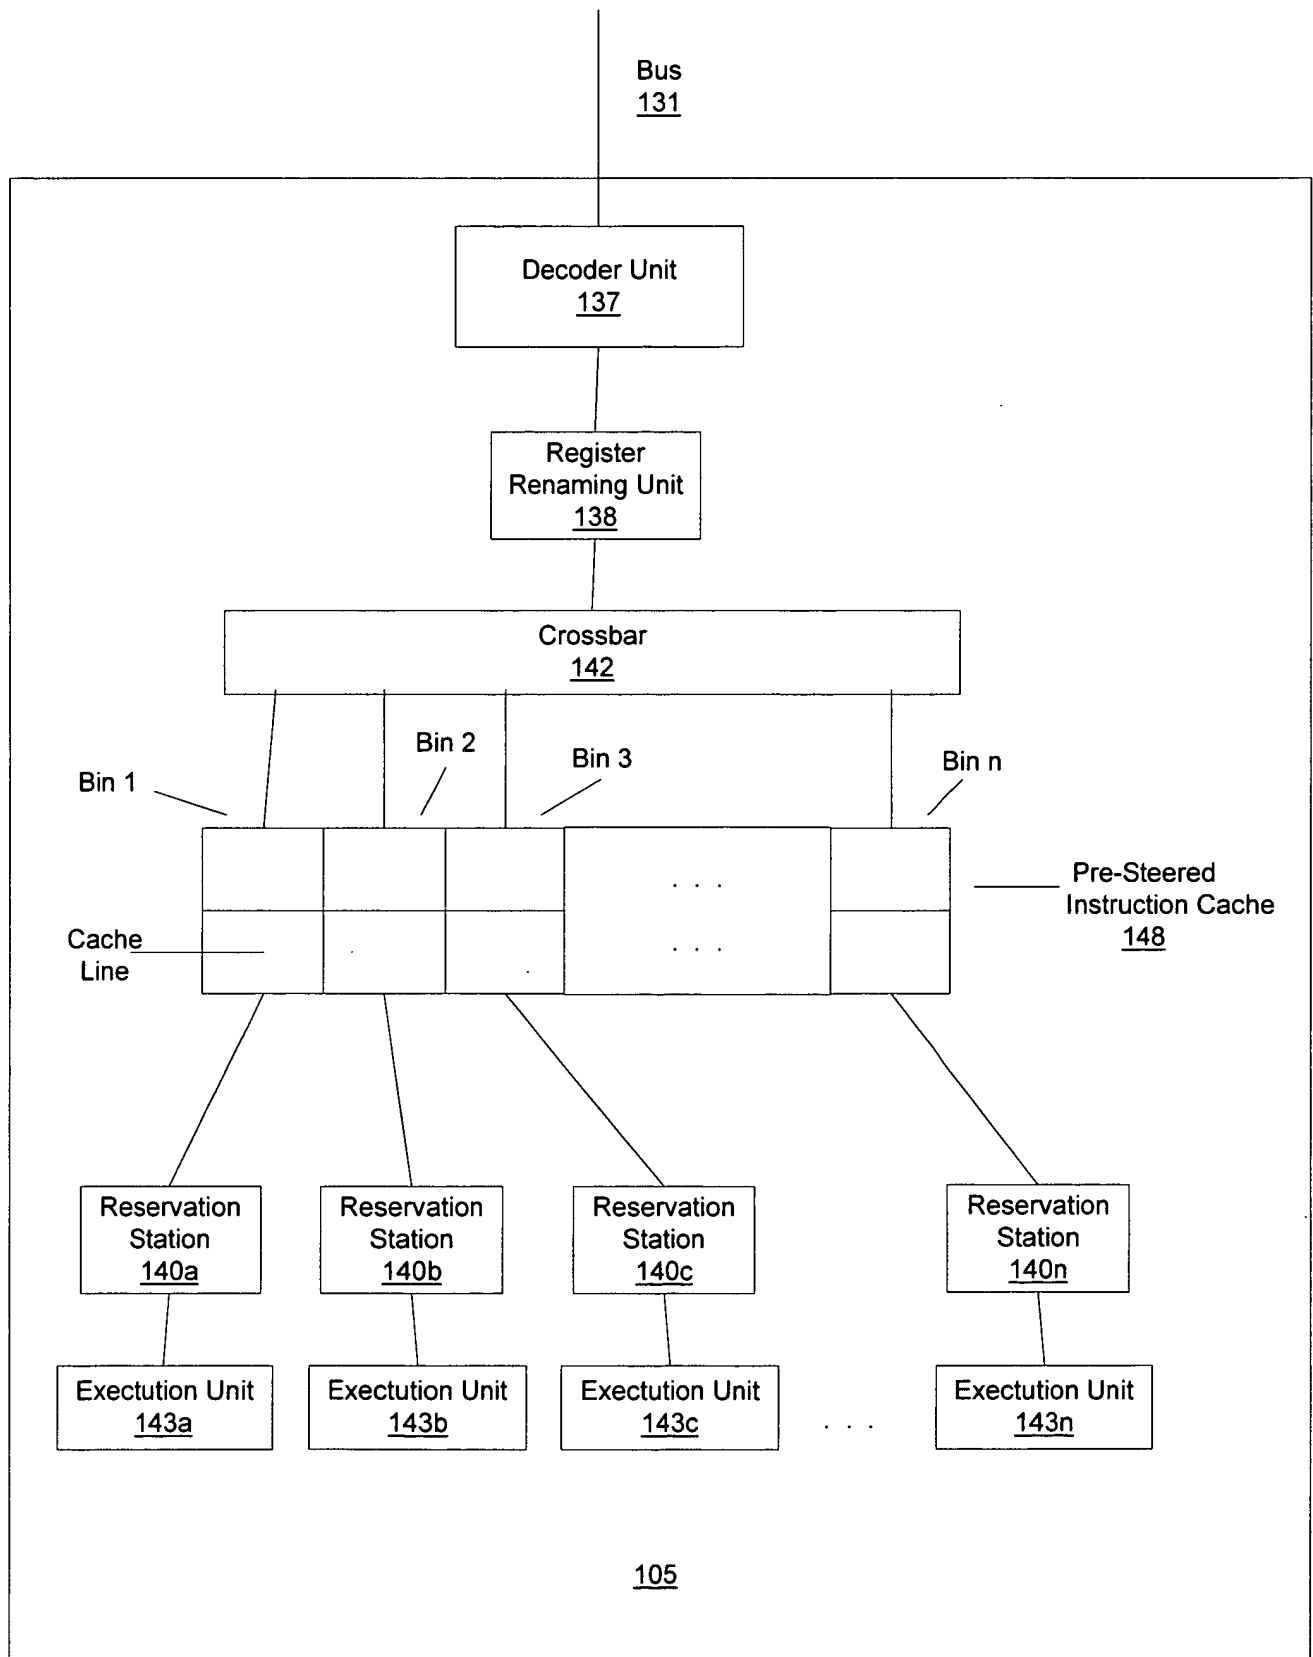 Bus
131
Decoder Unit
137
Register
Renaming Unit
138
Crossbar
142
Bin 1
Bin 2
Bin 3
Bin n
. . .
Pre-Steered
Instruction Cache
148
Cache
Line
. . .
Reservation
Station
140a
Reservation
Station
140b
Reservation
Station
140c
Reservation
Station
140n
Exectution Unit
143a
Exectution Unit
143b
Exectution Unit
143c
. . .
Exectution Unit
143n
105